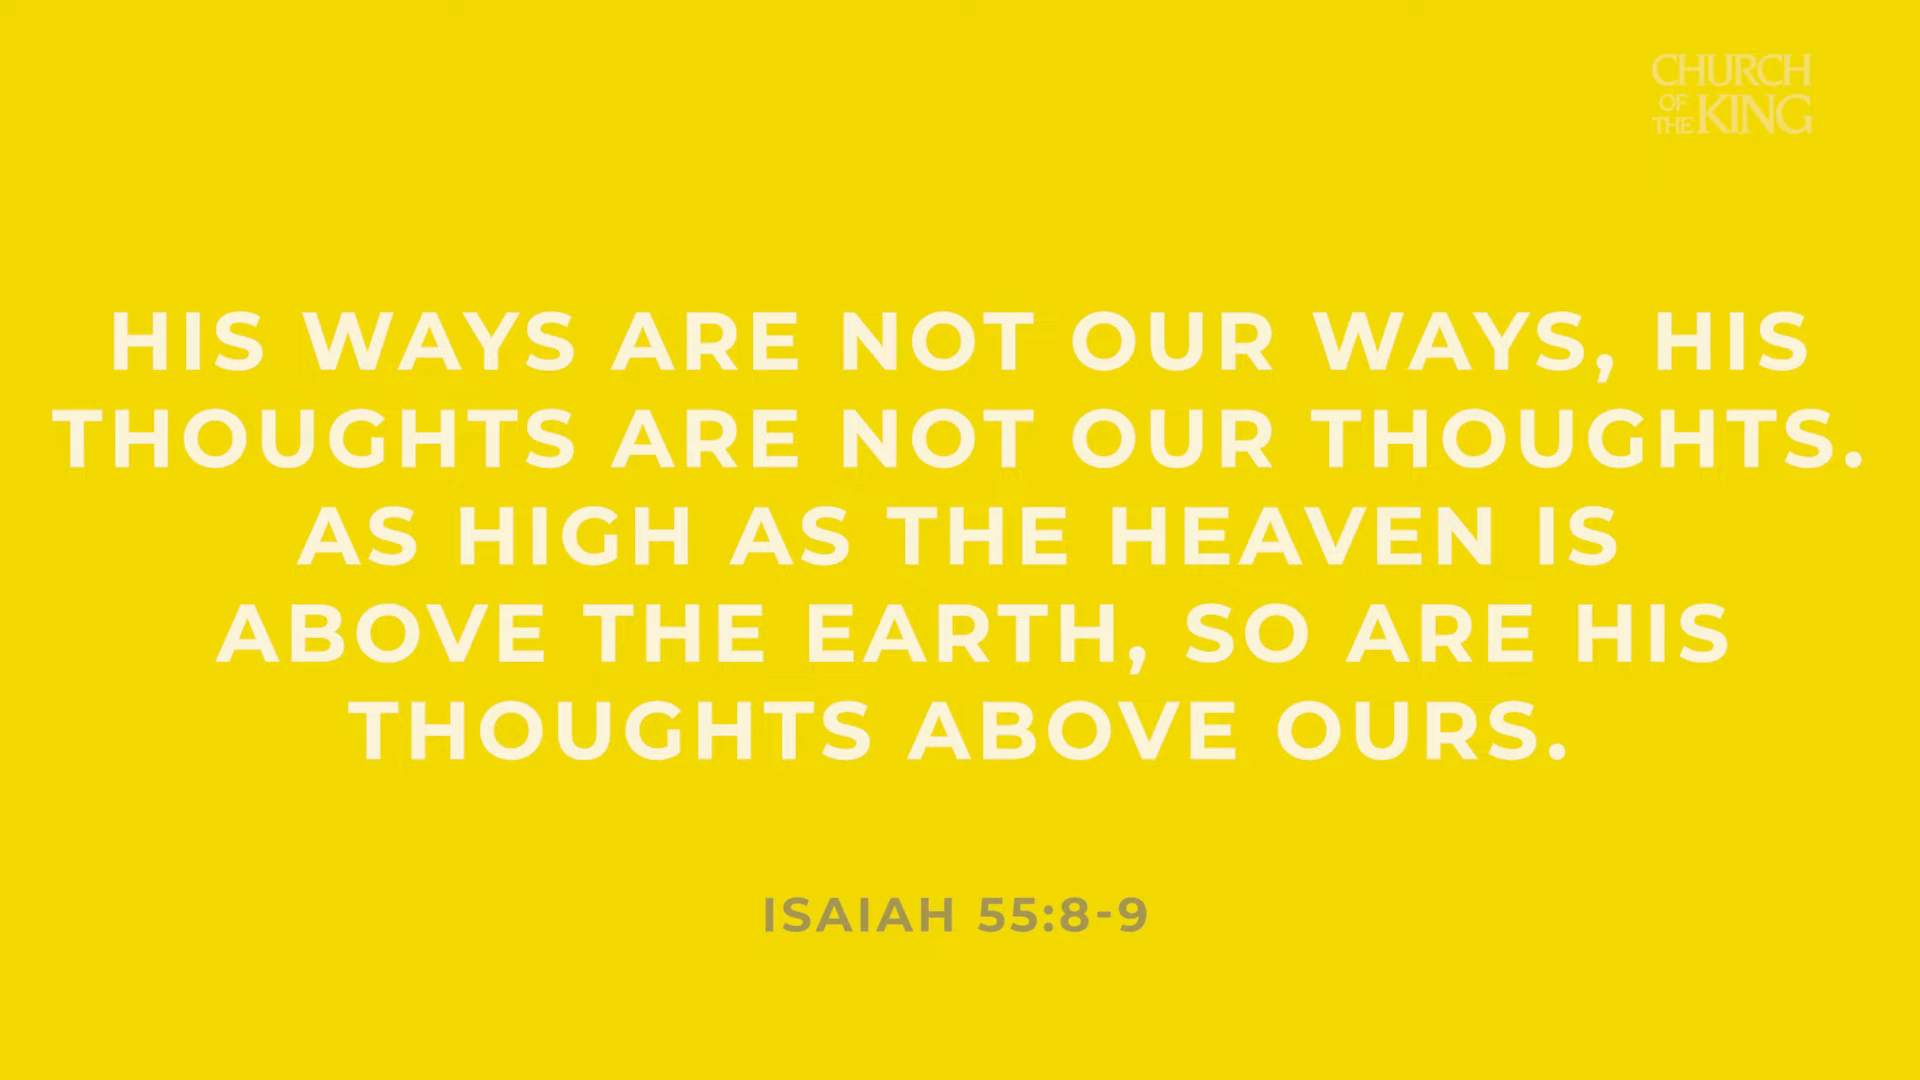 CHURCH
OF
THE KING
HIS WAYS ARE NOT OUR WAYS, HIS
THOUGHTS ARE NOT OUR THOUGHTS.
AS HIGH AS THE HEAVEN IS
ABOVE THE EARTH, SO ARE HIS
THOUGHTS ABOVE OURS.
ISAIAH 55:8-9